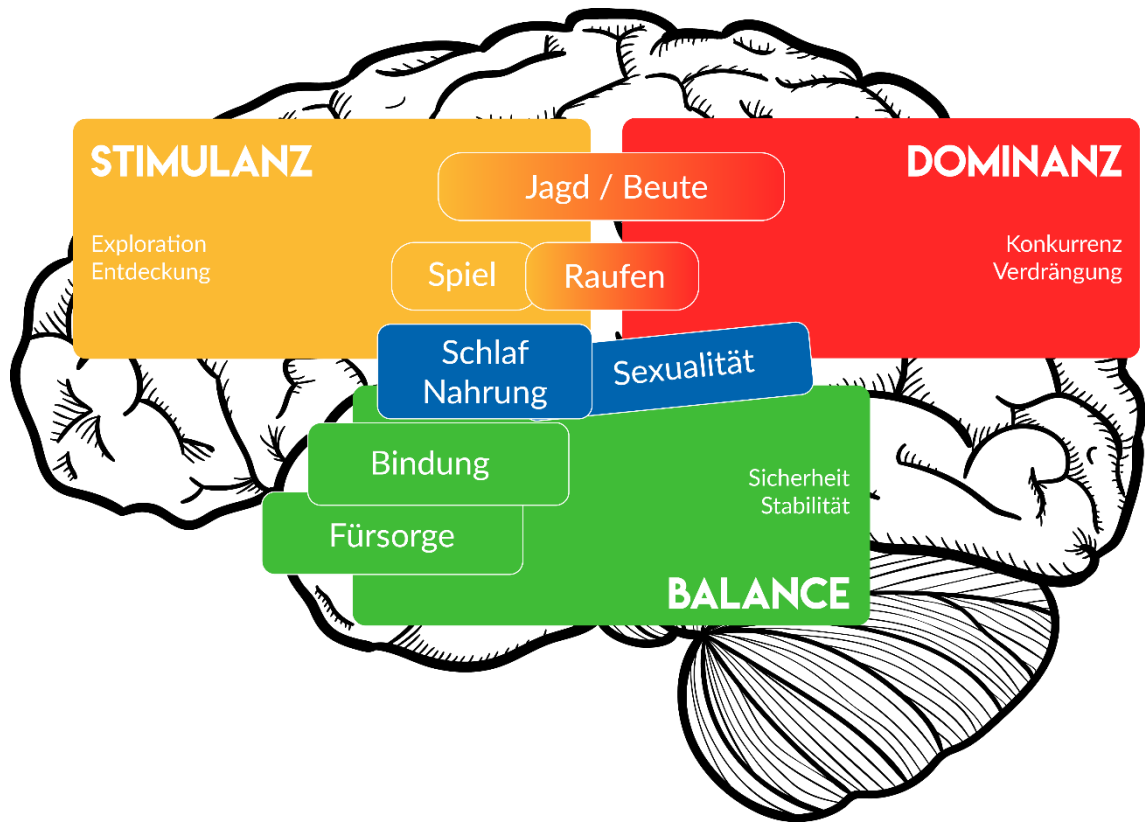 STIMULANZ
Exploration
Entdeckung
DOMINANZ
Konkurrenz
Verdrängung
Jagd / Beute
Spiel
Raufen
Schlaf
Nahrung
Sexualität
Bindung
Fürsorge
Sicherheit
Stabilität
BALANCE